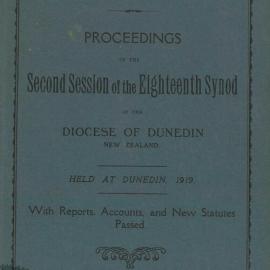 PROCEEDINGS
OF THE
Second Session of the Eighteenth Synod
OF THE
DIOCESE OF DUNEDIN
NEW ZEALAND.
HELD AT DUNEDIN, 1919.
With Reports, Accounts, and New Statutes
Passed.